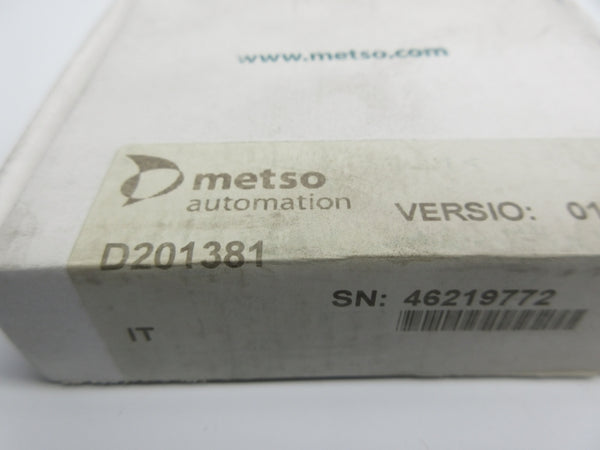 www.metso.com
metso
automation
VERSIO: 01
D201381
SN: 46219772
IT